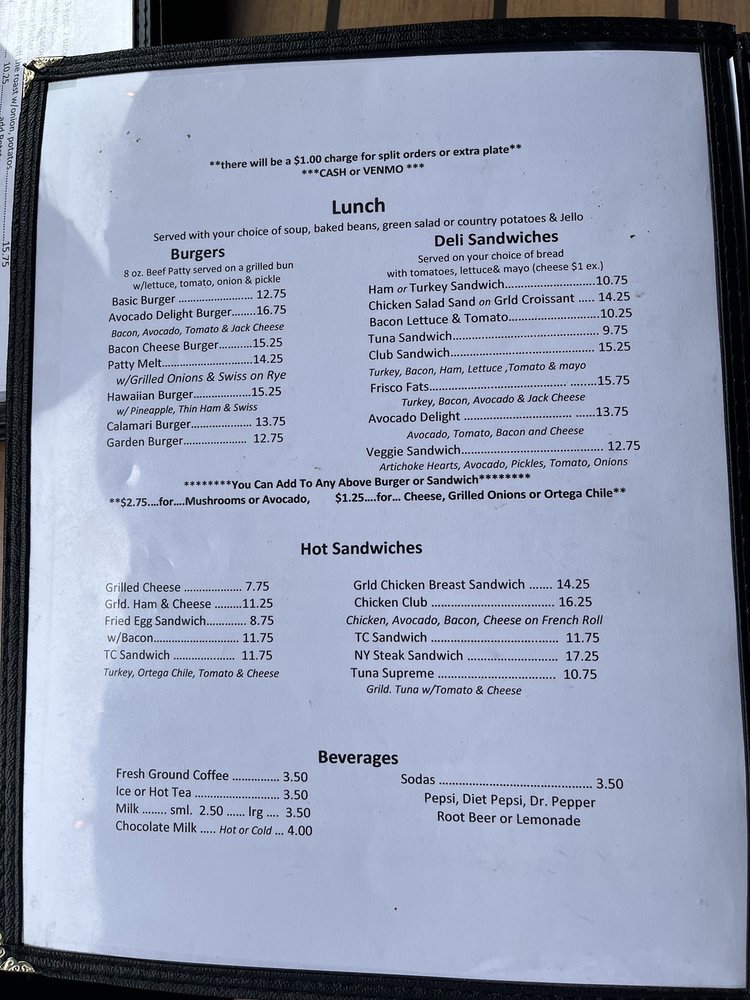 **there will be a $1.00 charge for split orders or extra plate**
***CASH or VENMO ***
Lunch
Served with your choice of soup, baked beans, green salad or country potatoes & Jello
Burgers
8 oz. Beef Patty served on a grilled bun
w/lettuce, tomato, onion & pickle
Basic Burger ......................... 12.75
Avocado Delight Burger........16.75
Bacon, Avocado, Tomato & Jack Cheese
Bacon Cheese Burger...........15.25
Patty Melt..............................14.25
w/Grilled Onions & Swiss on Rye
Hawaiian Burger...................15.25
w/ Pineapple, Thin Ham & Swiss
Calamari Burger.................... 13.75
Garden Burger..................... 12.75
Deli Sandwiches
Served on your choice of bread
with tomatoes, lettuce& mayo (cheese $1 ex.)
Ham or Turkey Sandwich.....................10.75
Chicken Salad Sand on Grld Croissant ..... 14.25
Bacon Lettuce & Tomato.....................10.25
Tuna Sandwich...................................... 9.75
Club Sandwich...................................... 15.25
Turkey, Bacon, Ham, Lettuce ,Tomato & mayo
Frisco Fats.................................... ........15.75
Turkey, Bacon, Avocado & Jack Cheese
Avocado Delight ............................ ......13.75
Avocado, Tomato, Bacon and Cheese
Veggie Sandwich..................................... 12.75
Artichoke Hearts, Avocado, Pickles, Tomato, Onions
********You Can Add To Any Above Burger or Sandwich********
**$2.75....for....Mushrooms or Avocado, $1.25....for... Cheese, Grilled Onions or Ortega Chile**
Hot Sandwiches
Grilled Cheese ................... 7.75
Grld. Ham & Cheese .........11.25
Fried Egg Sandwich............. 8.75
w/Bacon............................ 11.75
TC Sandwich .................... 11.75
Turkey, Ortega Chile, Tomato & Cheese
Grld Chicken Breast Sandwich ....... 14.25
Chicken Club .................................. 16.25
Chicken, Avocado, Bacon, Cheese on French Roll
TC Sandwich ................................... 11.75
NY Steak Sandwich ......................... 17.25
Tuna Supreme ................................ 10.75
Grild. Tuna w/Tomato & Cheese
Beverages
Fresh Ground Coffee ............... 3.50
Ice or Hot Tea ........................... 3.50
Milk ........ sml. 2.50 ...... lrg .... 3.50
Chocolate Milk ..... Hot or Cold ... 4.00
Sodas ............................................. 3.50
Pepsi, Diet Pepsi, Dr. Pepper
Root Beer or Lemonade